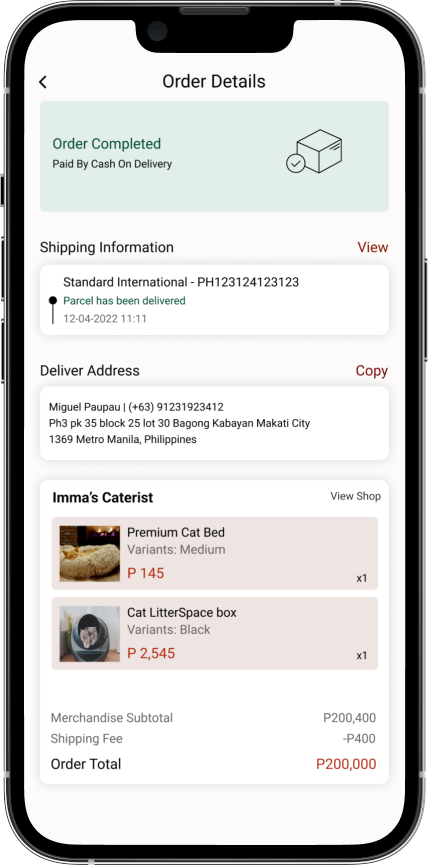 Order Details
Order Completed
Paid By Cash On Delivery
Shipping Information
View
Standard International - PH123124123123
Parcel has been delivered
12-04-2022 11:11
Deliver Address
Copy
Miguel Paupau | (+63) 91231923412
Ph3 pk 35 block 25 lot 30 Bagong Kabayan Makati City
1369 Metro Manila, Philippines
Imma's Caterist
View Shop
Premium Cat Bed
Variants: Medium
P 145
x1
Cat LitterSpace box
Variants: Black
P 2,545
x1
Merchandise Subtotal
P200,400
Shipping Fee
-P400
Order Total
P200,000